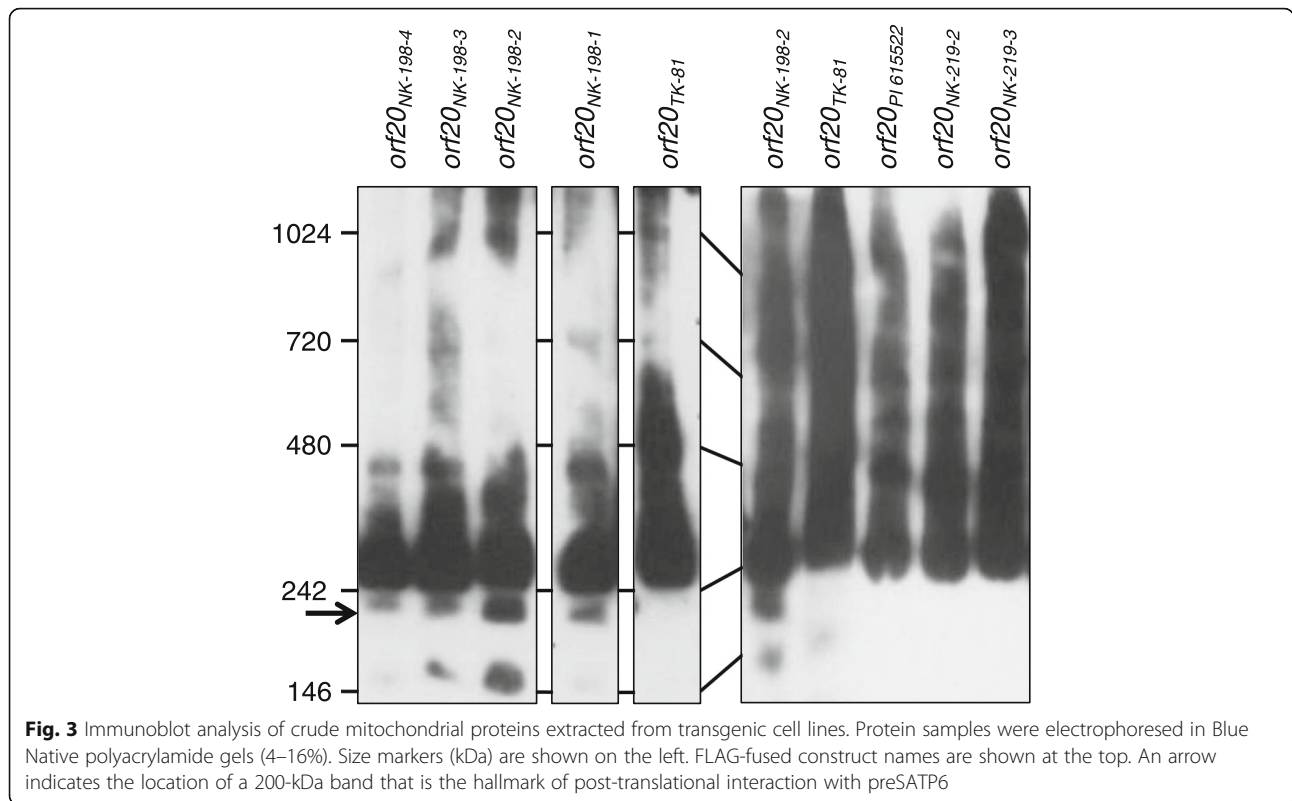 orf20NK-198-4
orf20NK-198-3
orf20NK-198-2
orf20NK-198-1
orf20TK-81
orf20NK-198-2
orf20TK-81
orf20PI 615522
orf20NK-219-2
orf20NK-219-3
1024
720
480
242
146
Fig. 3 Immunoblot analysis of crude mitochondrial proteins extracted from transgenic cell lines. Protein samples were electrophoresed in Blue
Native polyacrylamide gels (4–16%). Size markers (kDa) are shown on the left. FLAG-fused construct names are shown at the top. An arrow
indicates the location of a 200-kDa band that is the hallmark of post-translational interaction with preSATP6